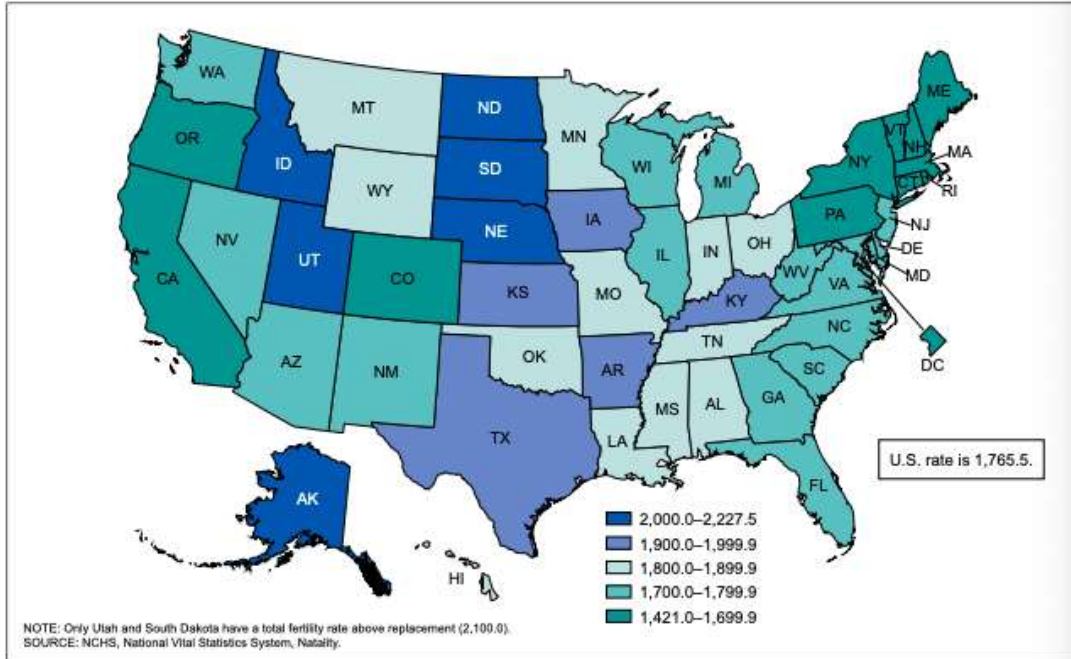 WA
MT
ND
MN
ME
OR
ID
SD
WI
MI
VT
NH
NY
MA
WY
CT
RI
IA
PA
NE
NJ
NV
UT
CO
IL
IN
OH
DE
MD
CA
KS
MO
WV
VA
KY
NC
TN
AZ
NM
OK
AR
SC
DC
MS
AL
GA
TX
LA
U.S. rate is 1,765.5.
FL
AK
HI
2,000.0–2,227.5
1,900.0–1,999.9
1,800.0–1,899.9
1,700.0–1,799.9
1,421.0–1,699.9
NOTE: Only Utah and South Dakota have a total fertility rate above replacement (2,100.0).
SOURCE: NCHS, National Vital Statistics System, Natality.